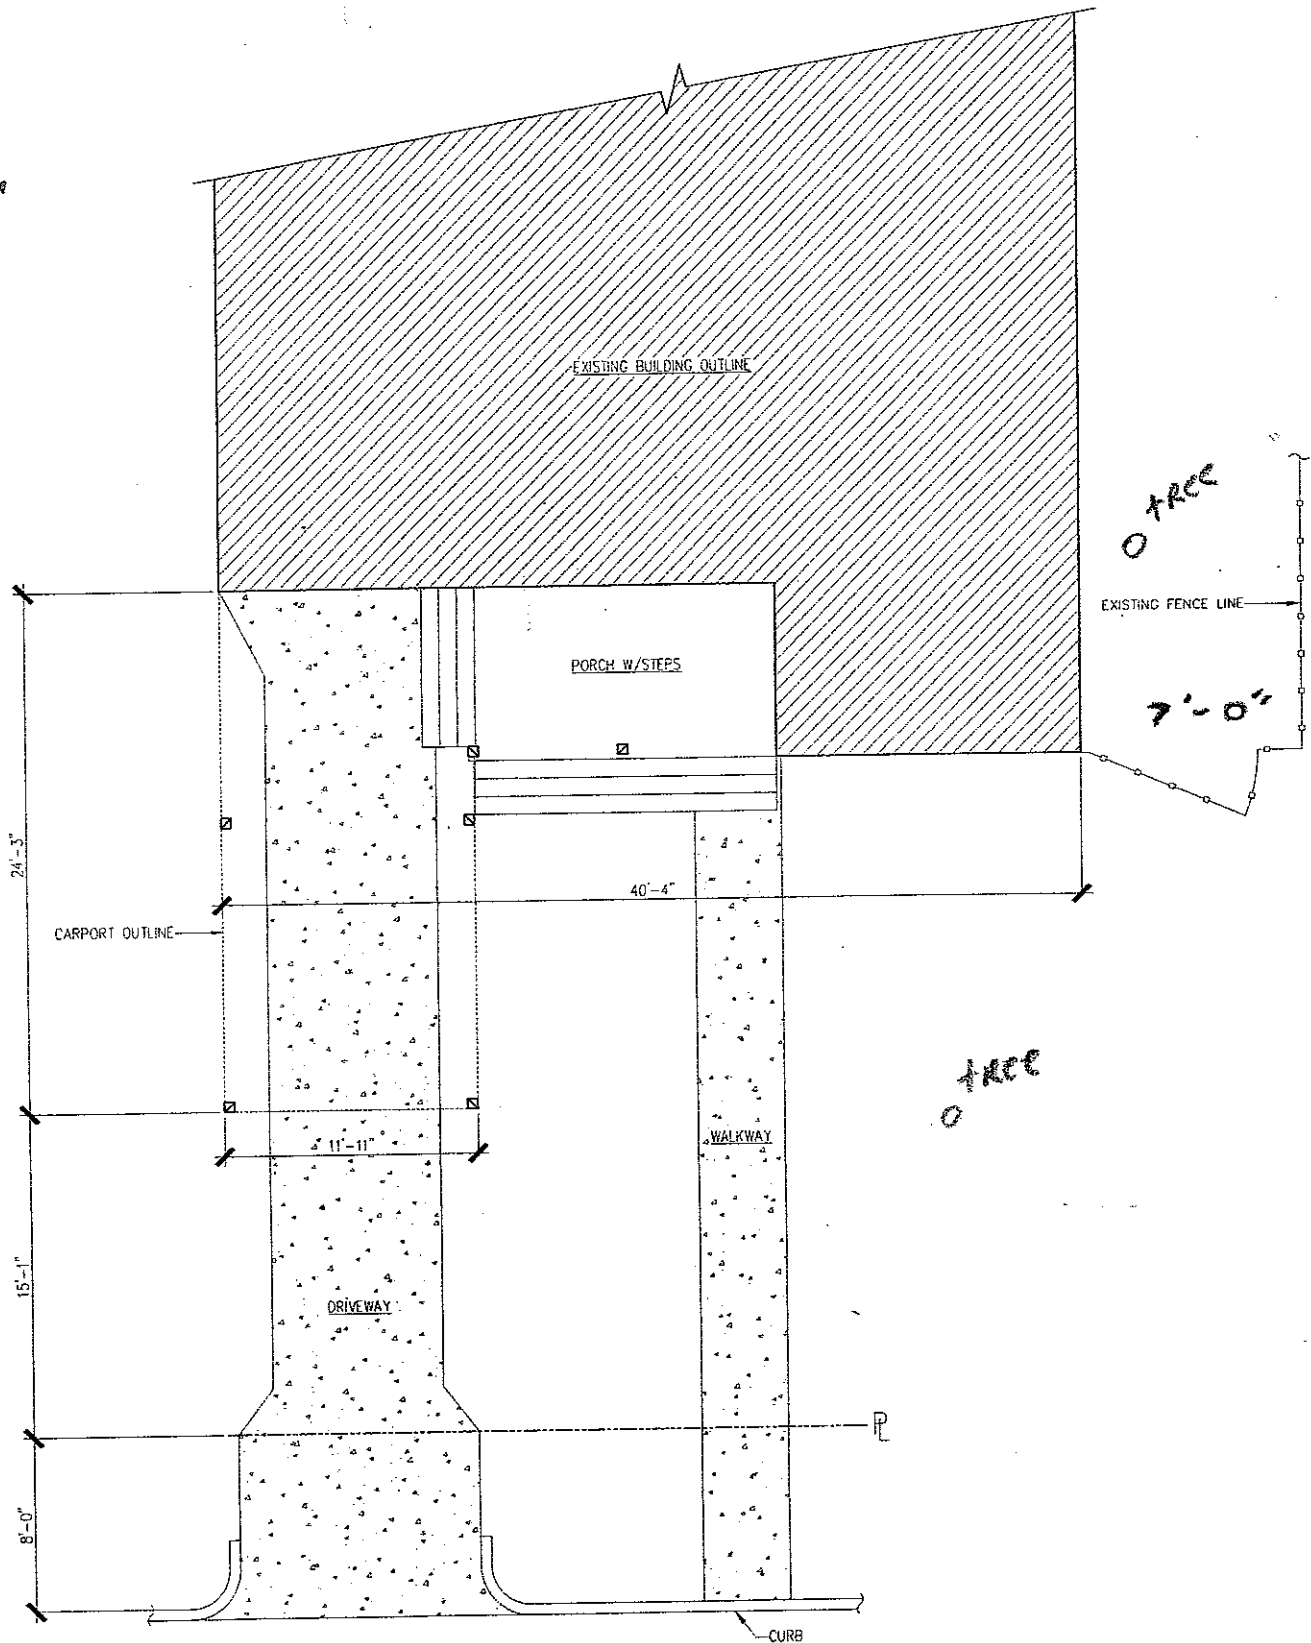 EXISTING BUILDING OUTLINE
tree
EXISTING FENCE LINE
PORCH W/STEPS
7'-0"
24'-3"
40'-4"
CARPORT OUTLINE
tree
WALKWAY
11'-11"
15'-1"
DRIVEWAY
PL
8'-0"
CURB